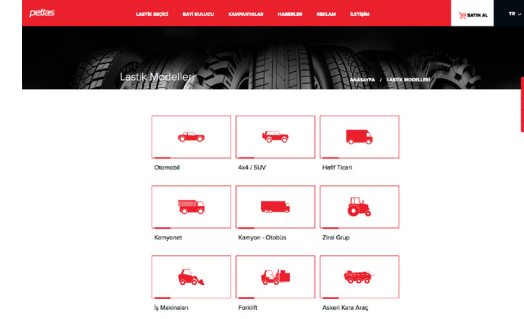 petlas
LASTİK SEÇİCİ BAYİ BULUCU KAMPANYALAR HABERLER REKLAM İLETİŞİM
SATIN AL
TR
Lastik Modelleri
ANASAYFA / LASTİK MODELLERİ
Otomobil 4x4 / SUV Hafif Ticari
Kamyonet Kamyon - Otobüs Zirai Grup
İş Makinaları Forklift Askeri Kara Araç